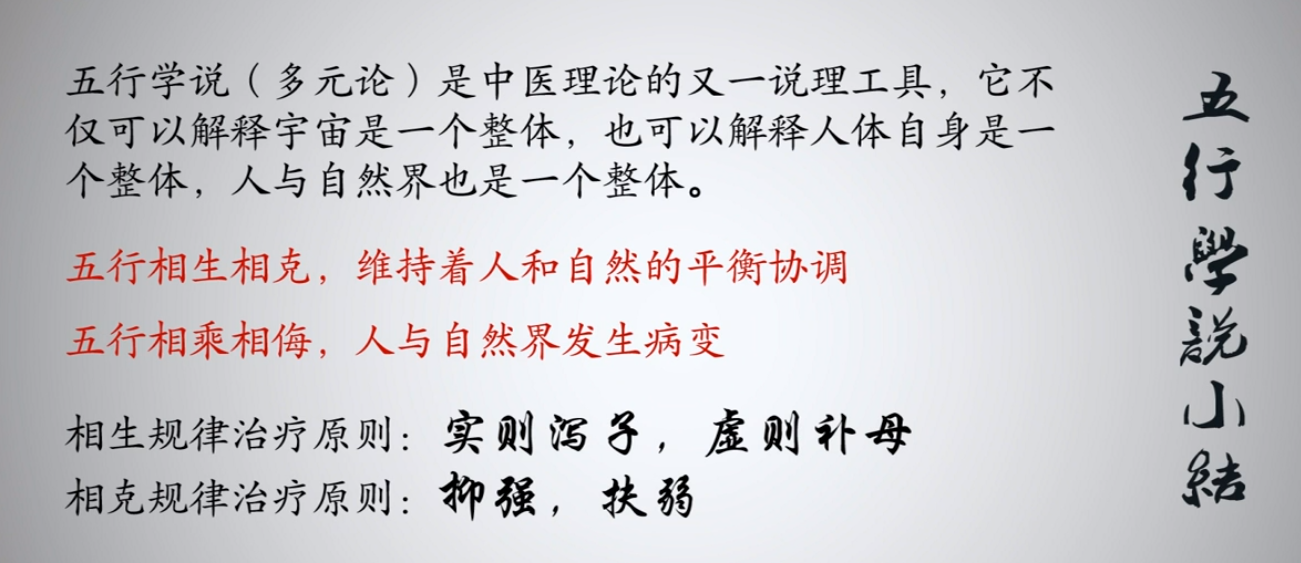 五行学说（多元论）是中医理论的又一说理工具，它不
仅可以解释宇宙是一个整体，也可以解释人体自身是一
个整体，人与自然界也是一个整体。
五行相生相克，维持着人和自然的平衡协调
五行相乘相侮，人与自然界发生病变
相生规律治疗原则：实则泻子，虚则补母
相克规律治疗原则：抑强，扶弱
五行學說小結